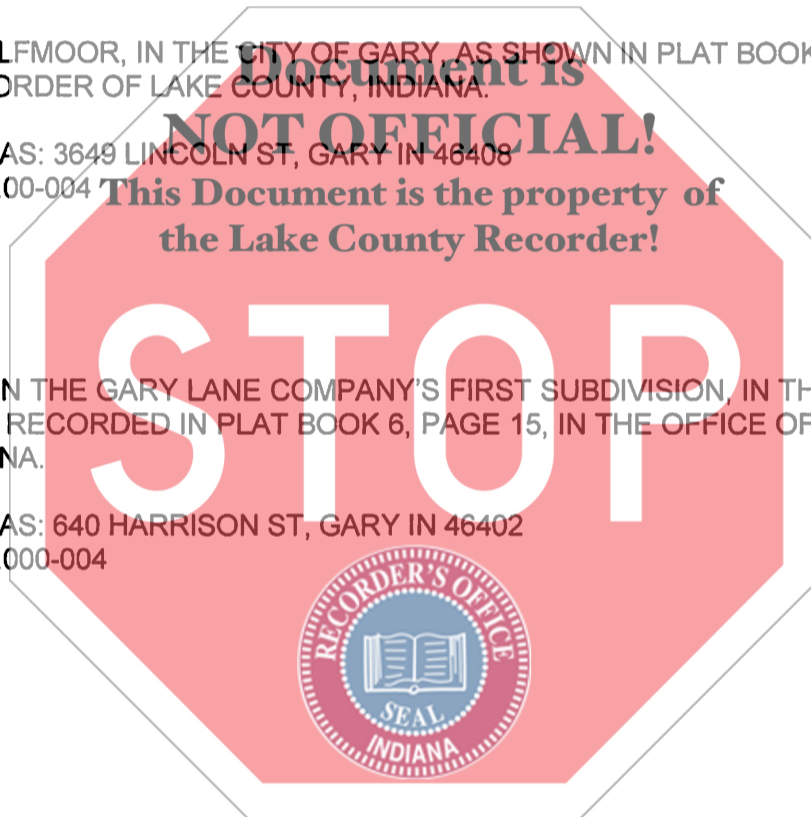 LFMOOR, IN THE CITY OF GARY, AS SHOWN IN PLAT BOOK
ORDER OF LAKE COUNTY, INDIANA.
Document is
NOT OFFICIAL!
AS: 3649 LINCOLN ST, GARY IN 46408
00-004
This Document is the property of
the Lake County Recorder!
STOP
N THE GARY LANE COMPANY'S FIRST SUBDIVISION, IN TH
RECORDED IN PLAT BOOK 6, PAGE 15, IN THE OFFICE OF
NA.
AS: 640 HARRISON ST, GARY IN 46402
000-004
RECORDER'S OFFICE
SEAL
INDIANA